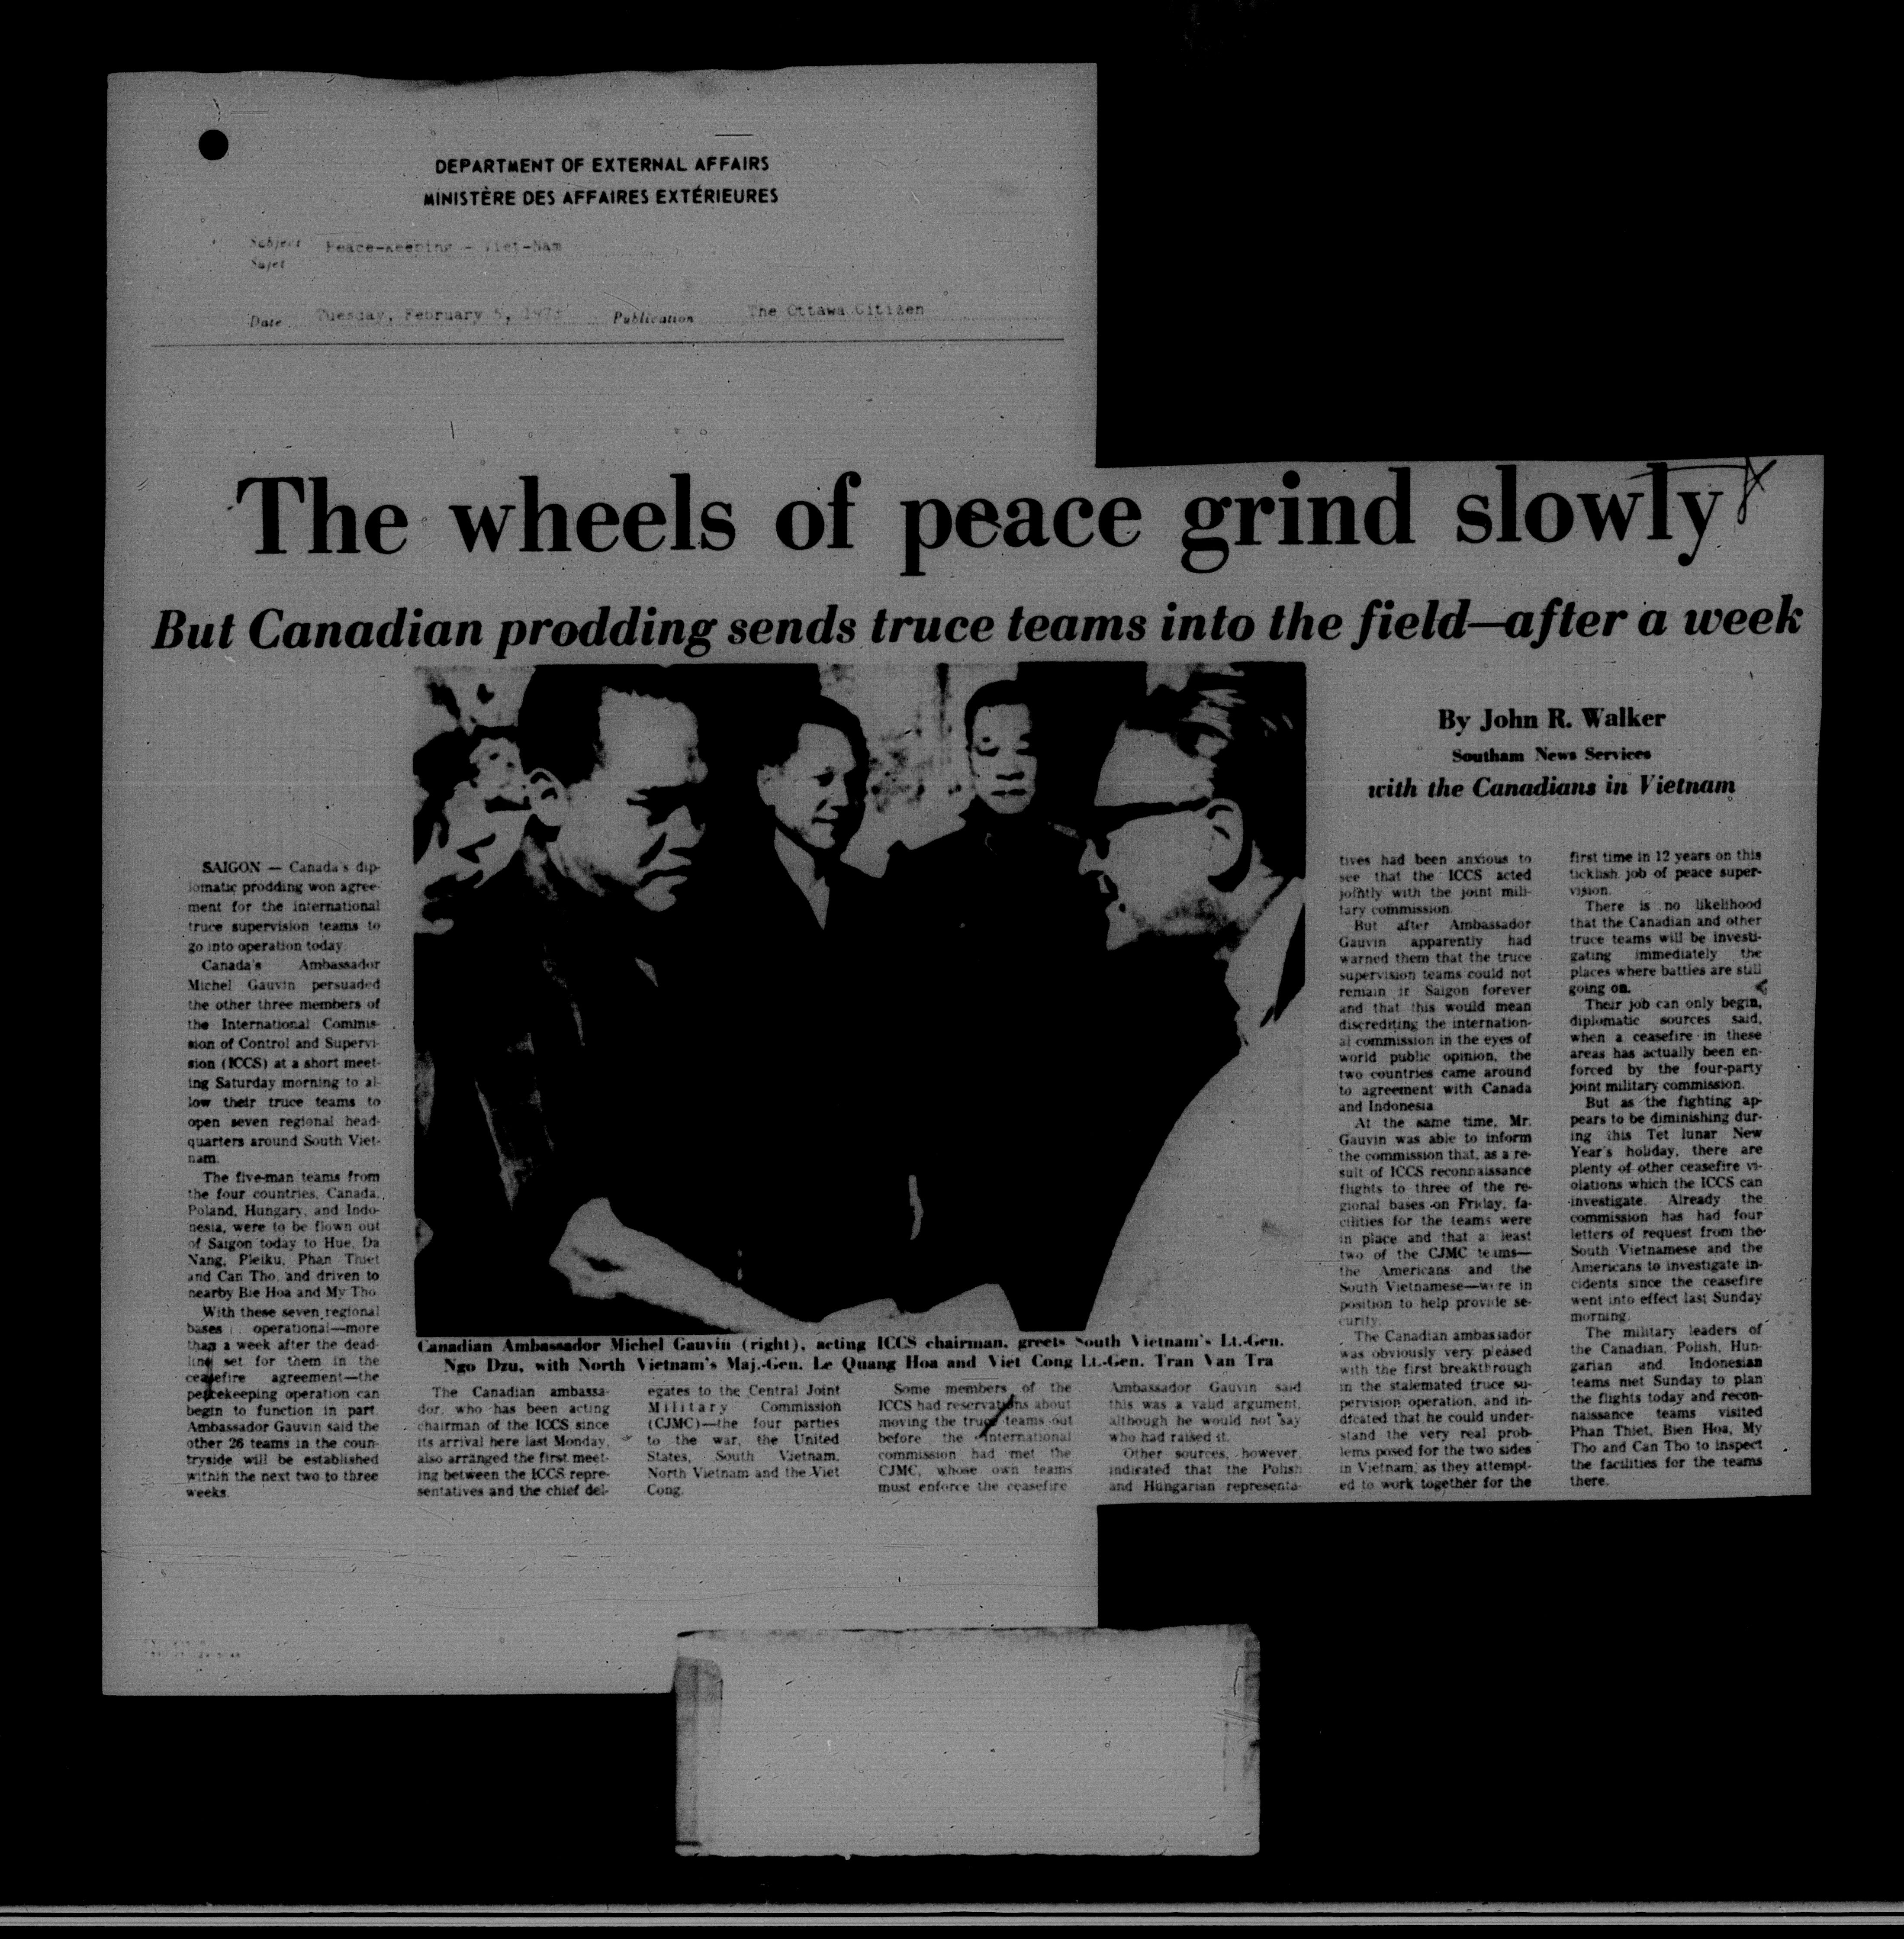 DEPARTMENT OF EXTERNAL AFFAIRS
MINISTÈRE DES AFFAIRES EXTÉRIEURES
Subject Peace-Keeping - Viet-Nam
Sujet
Date Tuesday, February 5, 1973 Publication The Ottawa Citizen
The wheels of peace grind slowly
But Canadian prodding sends truce teams into the field—after a week
By John R. Walker
Southam News Services
with the Canadians in Vietnam
SAIGON — Canada's dip-
lomatic prodding won agree-
ment for the international
truce supervision teams to
go into operation today.
Canada's Ambassador
Michel Gauvin persuaded
the other three members of
the International Commis-
sion of Control and Supervi-
sion (ICCS) at a short meet-
ing Saturday morning to al-
low their truce teams to
open seven regional head-
quarters around South Viet-
nam.
The five-man teams from
the four countries, Canada,
Poland, Hungary, and Indo-
nesia, were to be flown out
of Saigon today to Hue, Da
Nang, Pleiku, Phan Thiet
and Can Tho, and driven to
nearby Bie Hoa and My Tho.
With these seven regional
bases operational—more
than a week after the dead-
line set for them in the
ceasefire agreement—the
peacekeeping operation can
begin to function in part.
Ambassador Gauvin said the
other 26 teams in the coun-
tryside will be established
within the next two to three
weeks.
Canadian Ambassador Michel Gauvin (right), acting ICCS chairman, greets South Vietnam's Lt.-Gen.
Ngo Dzu, with North Vietnam's Maj.-Gen. Le Quang Hoa and Viet Cong Lt.-Gen. Tran Van Tra
The Canadian ambassa-
dor, who has been acting
chairman of the ICCS since
its arrival here last Monday,
also arranged the first meet-
ing between the ICCS repre-
sentatives and the chief del-
egates to the Central Joint
Military Commission
(CJMC)—the four parties
to the war, the United
States, South Vietnam,
North Vietnam and the Viet
Cong.
Some members of the
ICCS had reservations about
moving the truce teams out
before the international
commission had met the
CJMC, whose own teams
must enforce the ceasefire
Ambassador Gauvin said
this was a valid argument,
although he would not say
who had raised it.
Other sources, however,
indicated that the Polish
and Hungarian representa-
tives had been anxious to
see that the ICCS acted
jointly with the joint mili-
tary commission.
But after Ambassador
Gauvin apparently had
warned them that the truce
supervision teams could not
remain in Saigon forever
and that this would mean
discrediting the internation-
al commission in the eyes of
world public opinion, the
two countries came around
to agreement with Canada
and Indonesia
At the same time, Mr.
Gauvin was able to inform
the commission that, as a re-
sult of ICCS reconnaissance
flights to three of the re-
gional bases on Friday, fa-
cilities for the teams were
in place and that a least
two of the CJMC teams—
the Americans and the
South Vietnamese—were in
position to help provide se-
curity.
The Canadian ambassador
was obviously very pleased
with the first breakthrough
in the stalemated truce su-
pervision operation, and in-
dicated that he could under-
stand the very real prob-
lems posed for the two sides
in Vietnam, as they attempt-
ed to work together for the
first time in 12 years on this
ticklish job of peace super-
vision.
There is no likelihood
that the Canadian and other
truce teams will be investi-
gating immediately the
places where battles are still
going on.
Their job can only begin,
diplomatic sources said,
when a ceasefire in these
areas has actually been en-
forced by the four-party
joint military commission.
But as the fighting ap-
pears to be diminishing dur-
ing this Tet lunar New
Year's holiday, there are
plenty of other ceasefire vi-
olations which the ICCS can
investigate. Already the
commission has had four
letters of request from the
South Vietnamese and the
Americans to investigate in-
cidents since the ceasefire
went into effect last Sunday
morning.
The military leaders of
the Canadian, Polish, Hun-
garian and Indonesian
teams met Sunday to plan
the flights today and recon-
naissance teams visited
Phan Thiet, Bien Hoa, My
Tho and Can Tho to inspect
the facilities for the teams
there.